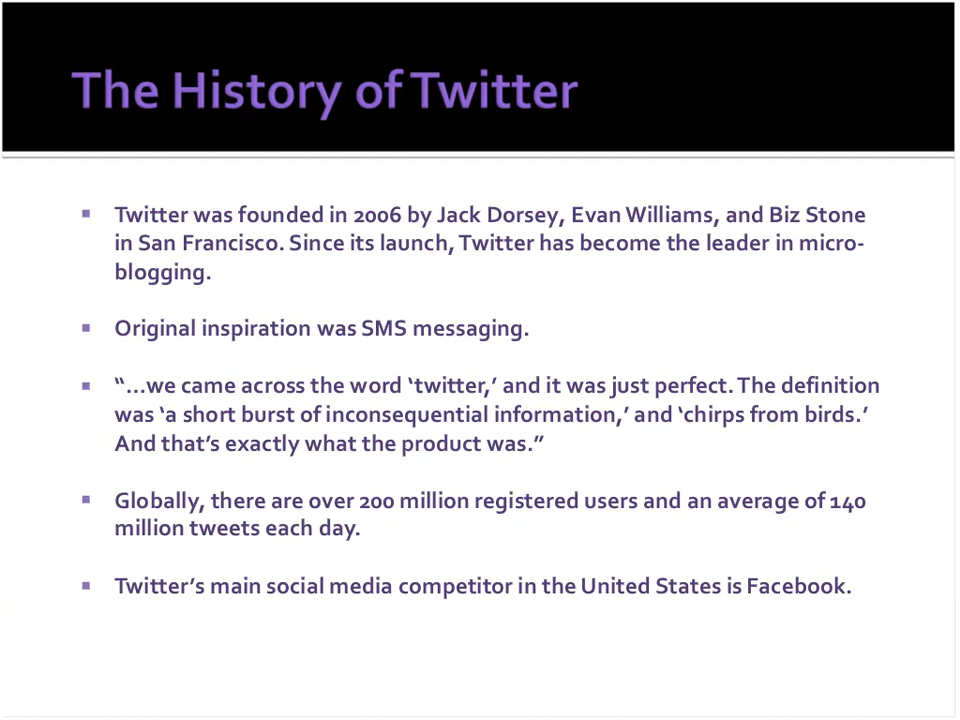 The History of Twitter
Twitter was founded in 2006 by Jack Dorsey, Evan Williams, and Biz Stone
in San Francisco. Since its launch, Twitter has become the leader in micro-
blogging.
Original inspiration was SMS messaging.
“…we came across the word ‘twitter,’ and it was just perfect. The definition
was ‘a short burst of inconsequential information,’ and ‘chirps from birds.’
And that’s exactly what the product was.”
Globally, there are over 200 million registered users and an average of 140
million tweets each day.
Twitter’s main social media competitor in the United States is Facebook.